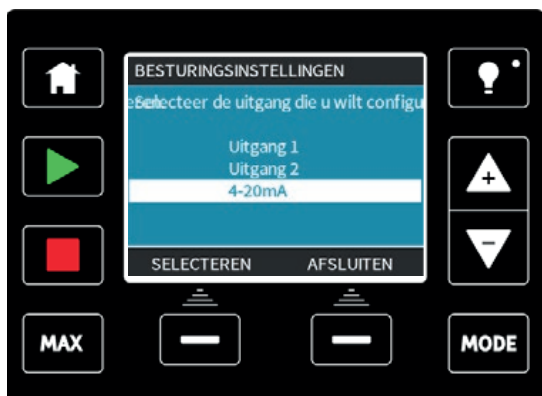 BESTURINGSINSTELLINGEN
Selecteer de uitgang die u wilt configu
Uitgang 1
Uitgang 2
4-20mA
SELECTEREN AFSLUITEN
MAX
MODE